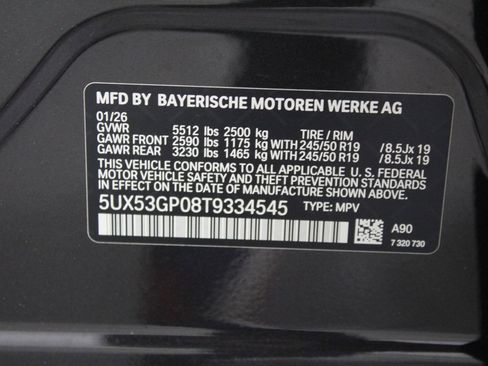 MFD BY BAYERISCHE MOTOREN WERKE AG
01/26
GVWR 5512 lbs 2500 kg TIRE / RIM
GAWR FRONT 2590 lbs 1175 kg WITH 245/50 R19 /8.5Jx 19
GAWR REAR 3230 lbs 1465 kg WITH 245/50 R19 /8.5Jx 19
THIS VEHICLE CONFORMS TO ALL APPLICABLE U. S. FEDERAL
MOTOR VEHICLE SAFETY STANDARDS IN EFFECT ON THE DATE OF
MANUFACTURE SHOWN ABOVE.
5UX53GP08T9334545 TYPE: MPV
A90
7 320 730